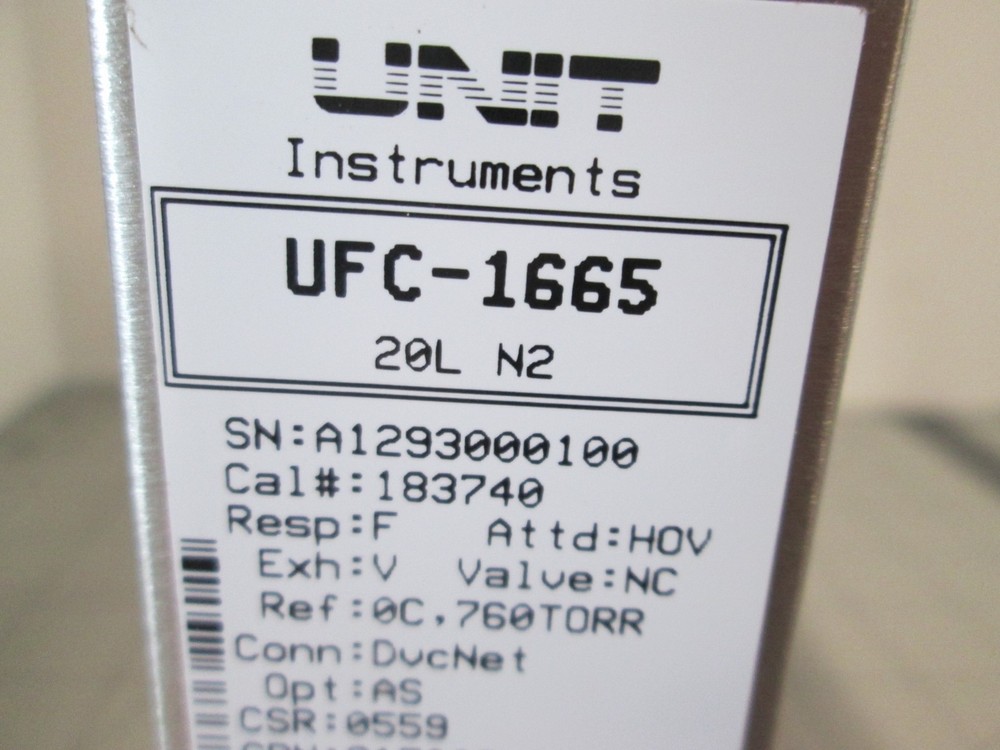 UNIT
Instruments
UFC-1665
20L N2
SN:A1293000100
Cal#:183740
Resp:F Attd:HOV
Exh:V Valve:NC
Ref:0C,760TORR
Conn:DvcNet
Opt:AS
CSR:0559